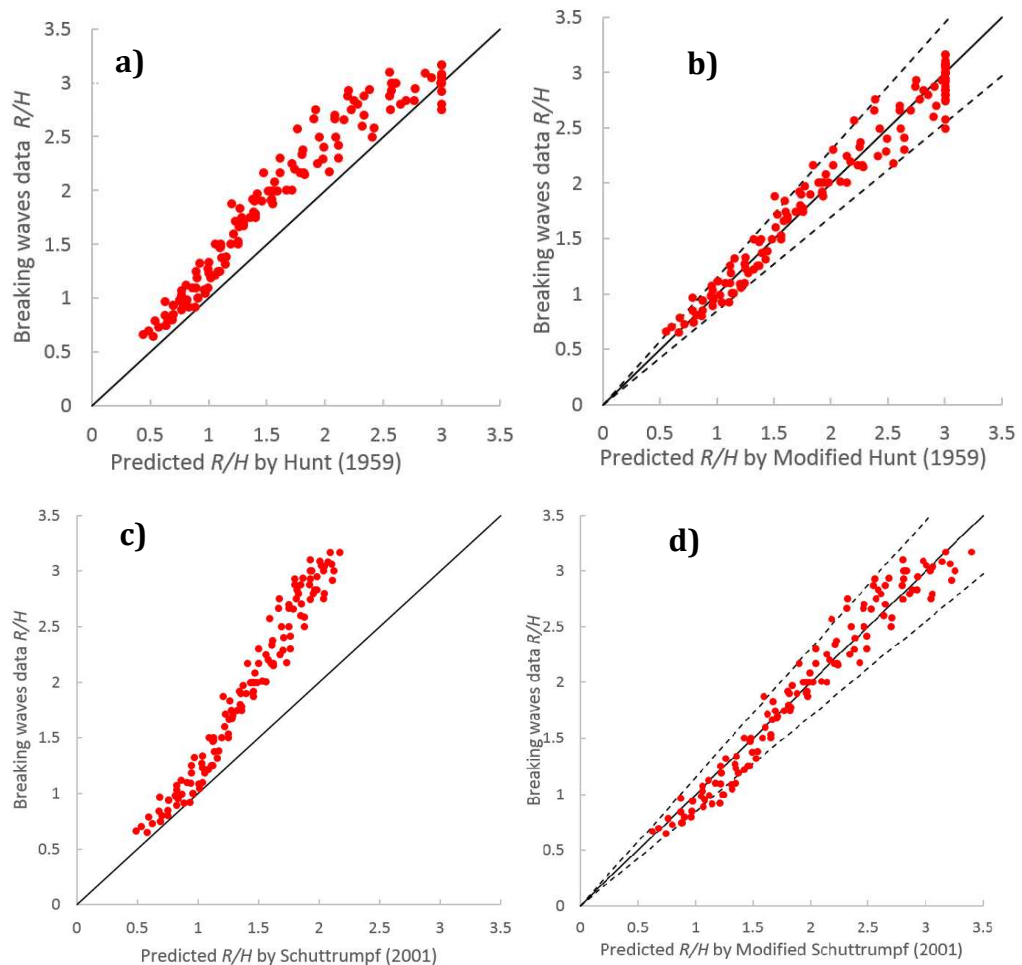 a)
Breaking waves data R/H
3.5
3
2.5
2
1.5
1
0.5
0
0 0.5 1 1.5 2 2.5 3 3.5
Predicted R/H by Hunt (1959)
b)
Breaking waves data R/H
3.5
3
2.5
2
1.5
1
0.5
0
0 0.5 1 1.5 2 2.5 3 3.5
Predicted R/H by Modified Hunt (1959)
c)
Breaking waves data R/H
3.5
3
2.5
2
1.5
1
0.5
0
0 0.5 1 1.5 2 2.5 3 3.5
Predicted R/H by Schuttrumpf (2001)
d)
Breaking waves data R/H
3.5
3
2.5
2
1.5
1
0.5
0
0 0.5 1 1.5 2 2.5 3 3.5
Predicted R/H by Modified Schuttrumpf (2001)